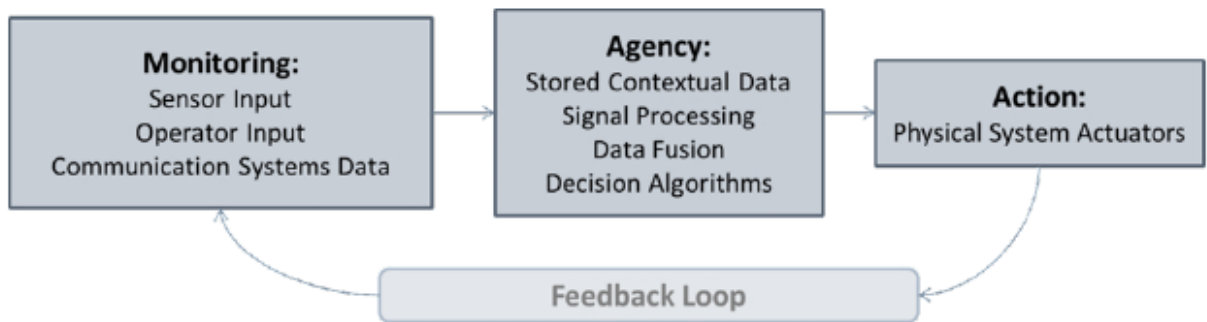 Monitoring:
Sensor Input
Operator Input
Communication Systems Data
Agency:
Stored Contextual Data
Signal Processing
Data Fusion
Decision Algorithms
Action:
Physical System Actuators
Feedback Loop